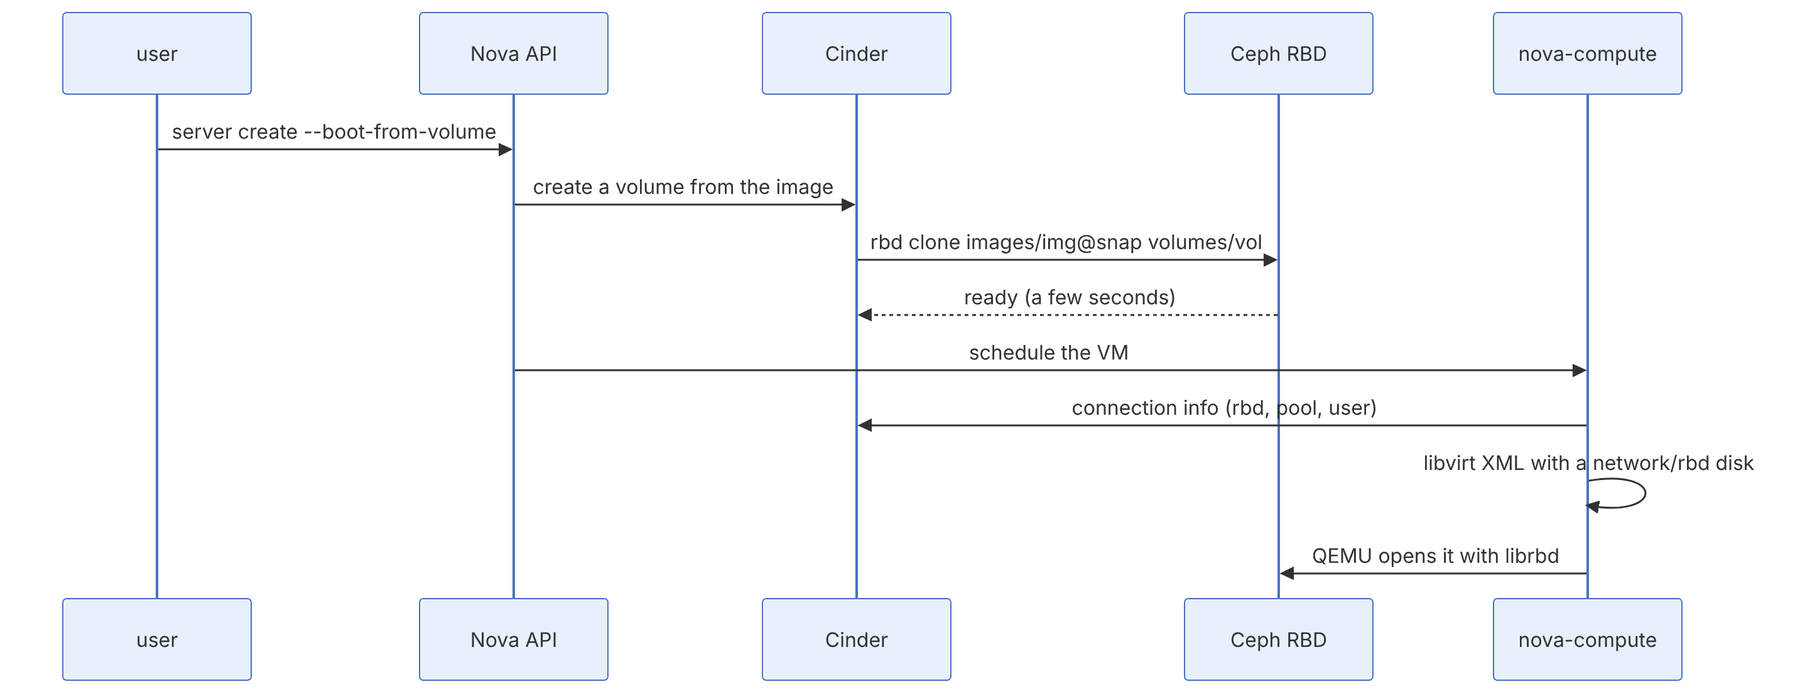 user
Nova API
Cinder
Ceph RBD
nova-compute
server create --boot-from-volume
create a volume from the image
rbd clone images/img@snap volumes/vol
ready (a few seconds)
schedule the VM
connection info (rbd, pool, user)
libvirt XML with a network/rbd disk
QEMU opens it with librbd
user
Nova API
Cinder
Ceph RBD
nova-compute